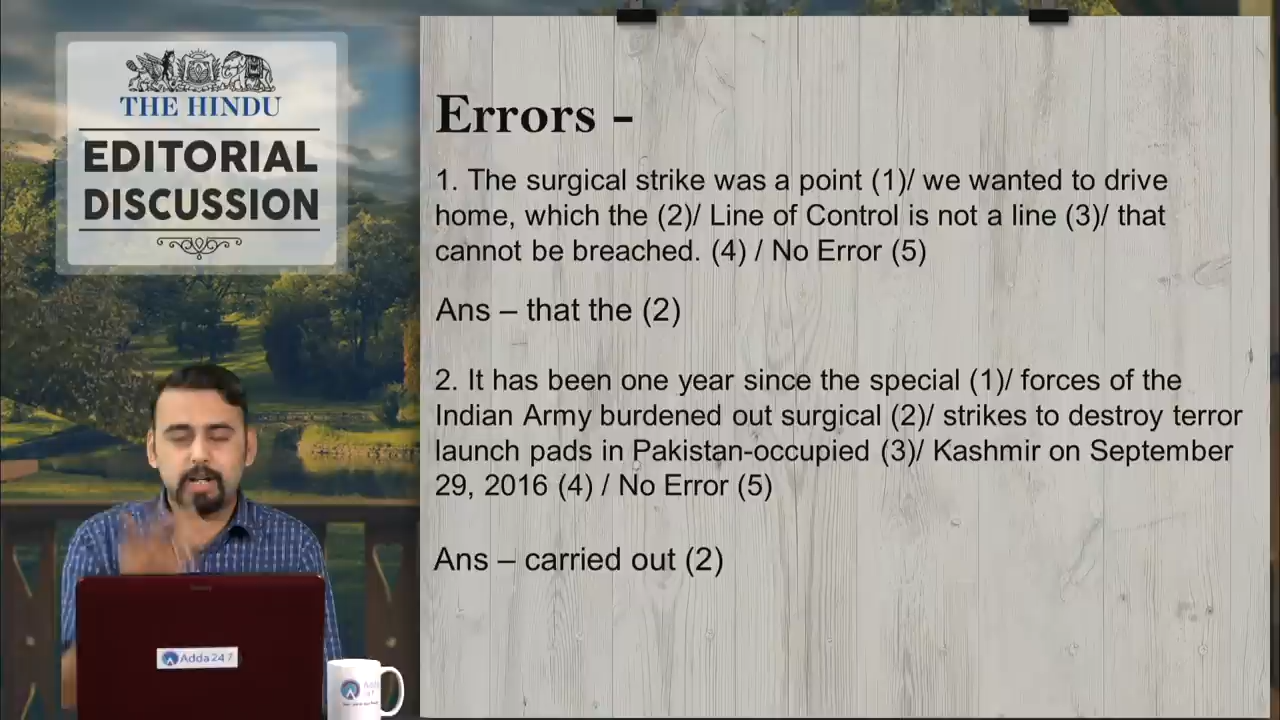 THE HINDU
EDITORIAL
DISCUSSION
Errors –
1. The surgical strike was a point (1)/ we wanted to drive
home, which the (2)/ Line of Control is not a line (3)/ that
cannot be breached. (4) / No Error (5)
Ans – that the (2)
2. It has been one year since the special (1)/ forces of the
Indian Army burdened out surgical (2)/ strikes to destroy terror
launch pads in Pakistan-occupied (3)/ Kashmir on September
29, 2016 (4) / No Error (5)
Ans – carried out (2)
Adda247